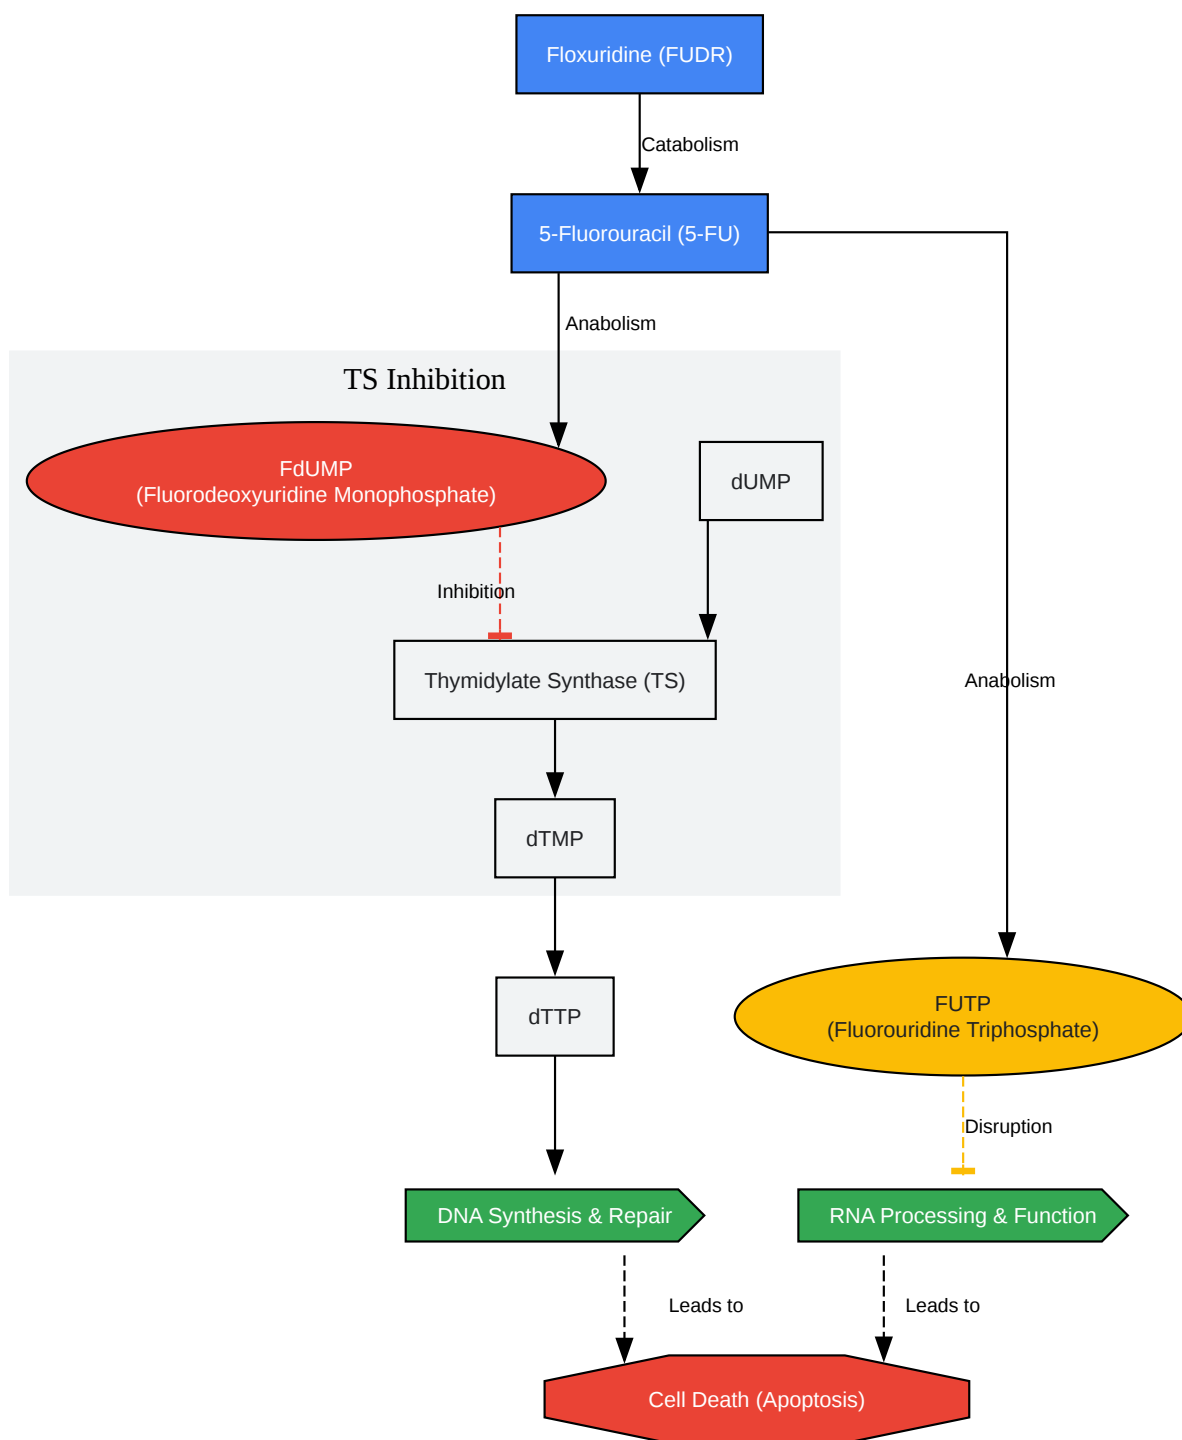 Floxuridine (FUDR)
Catabolism
5-Fluorouracil (5-FU)
Anabolism
TS Inhibition
FdUMP
(Fluorodeoxyuridine Monophosphate)
dUMP
Inhibition
Thymidylate Synthase (TS)
Anabolism
dTMP
dTTP
FUTP
(Fluorouridine Triphosphate)
Disruption
DNA Synthesis & Repair
RNA Processing & Function
Leads to
Leads to
Cell Death (Apoptosis)